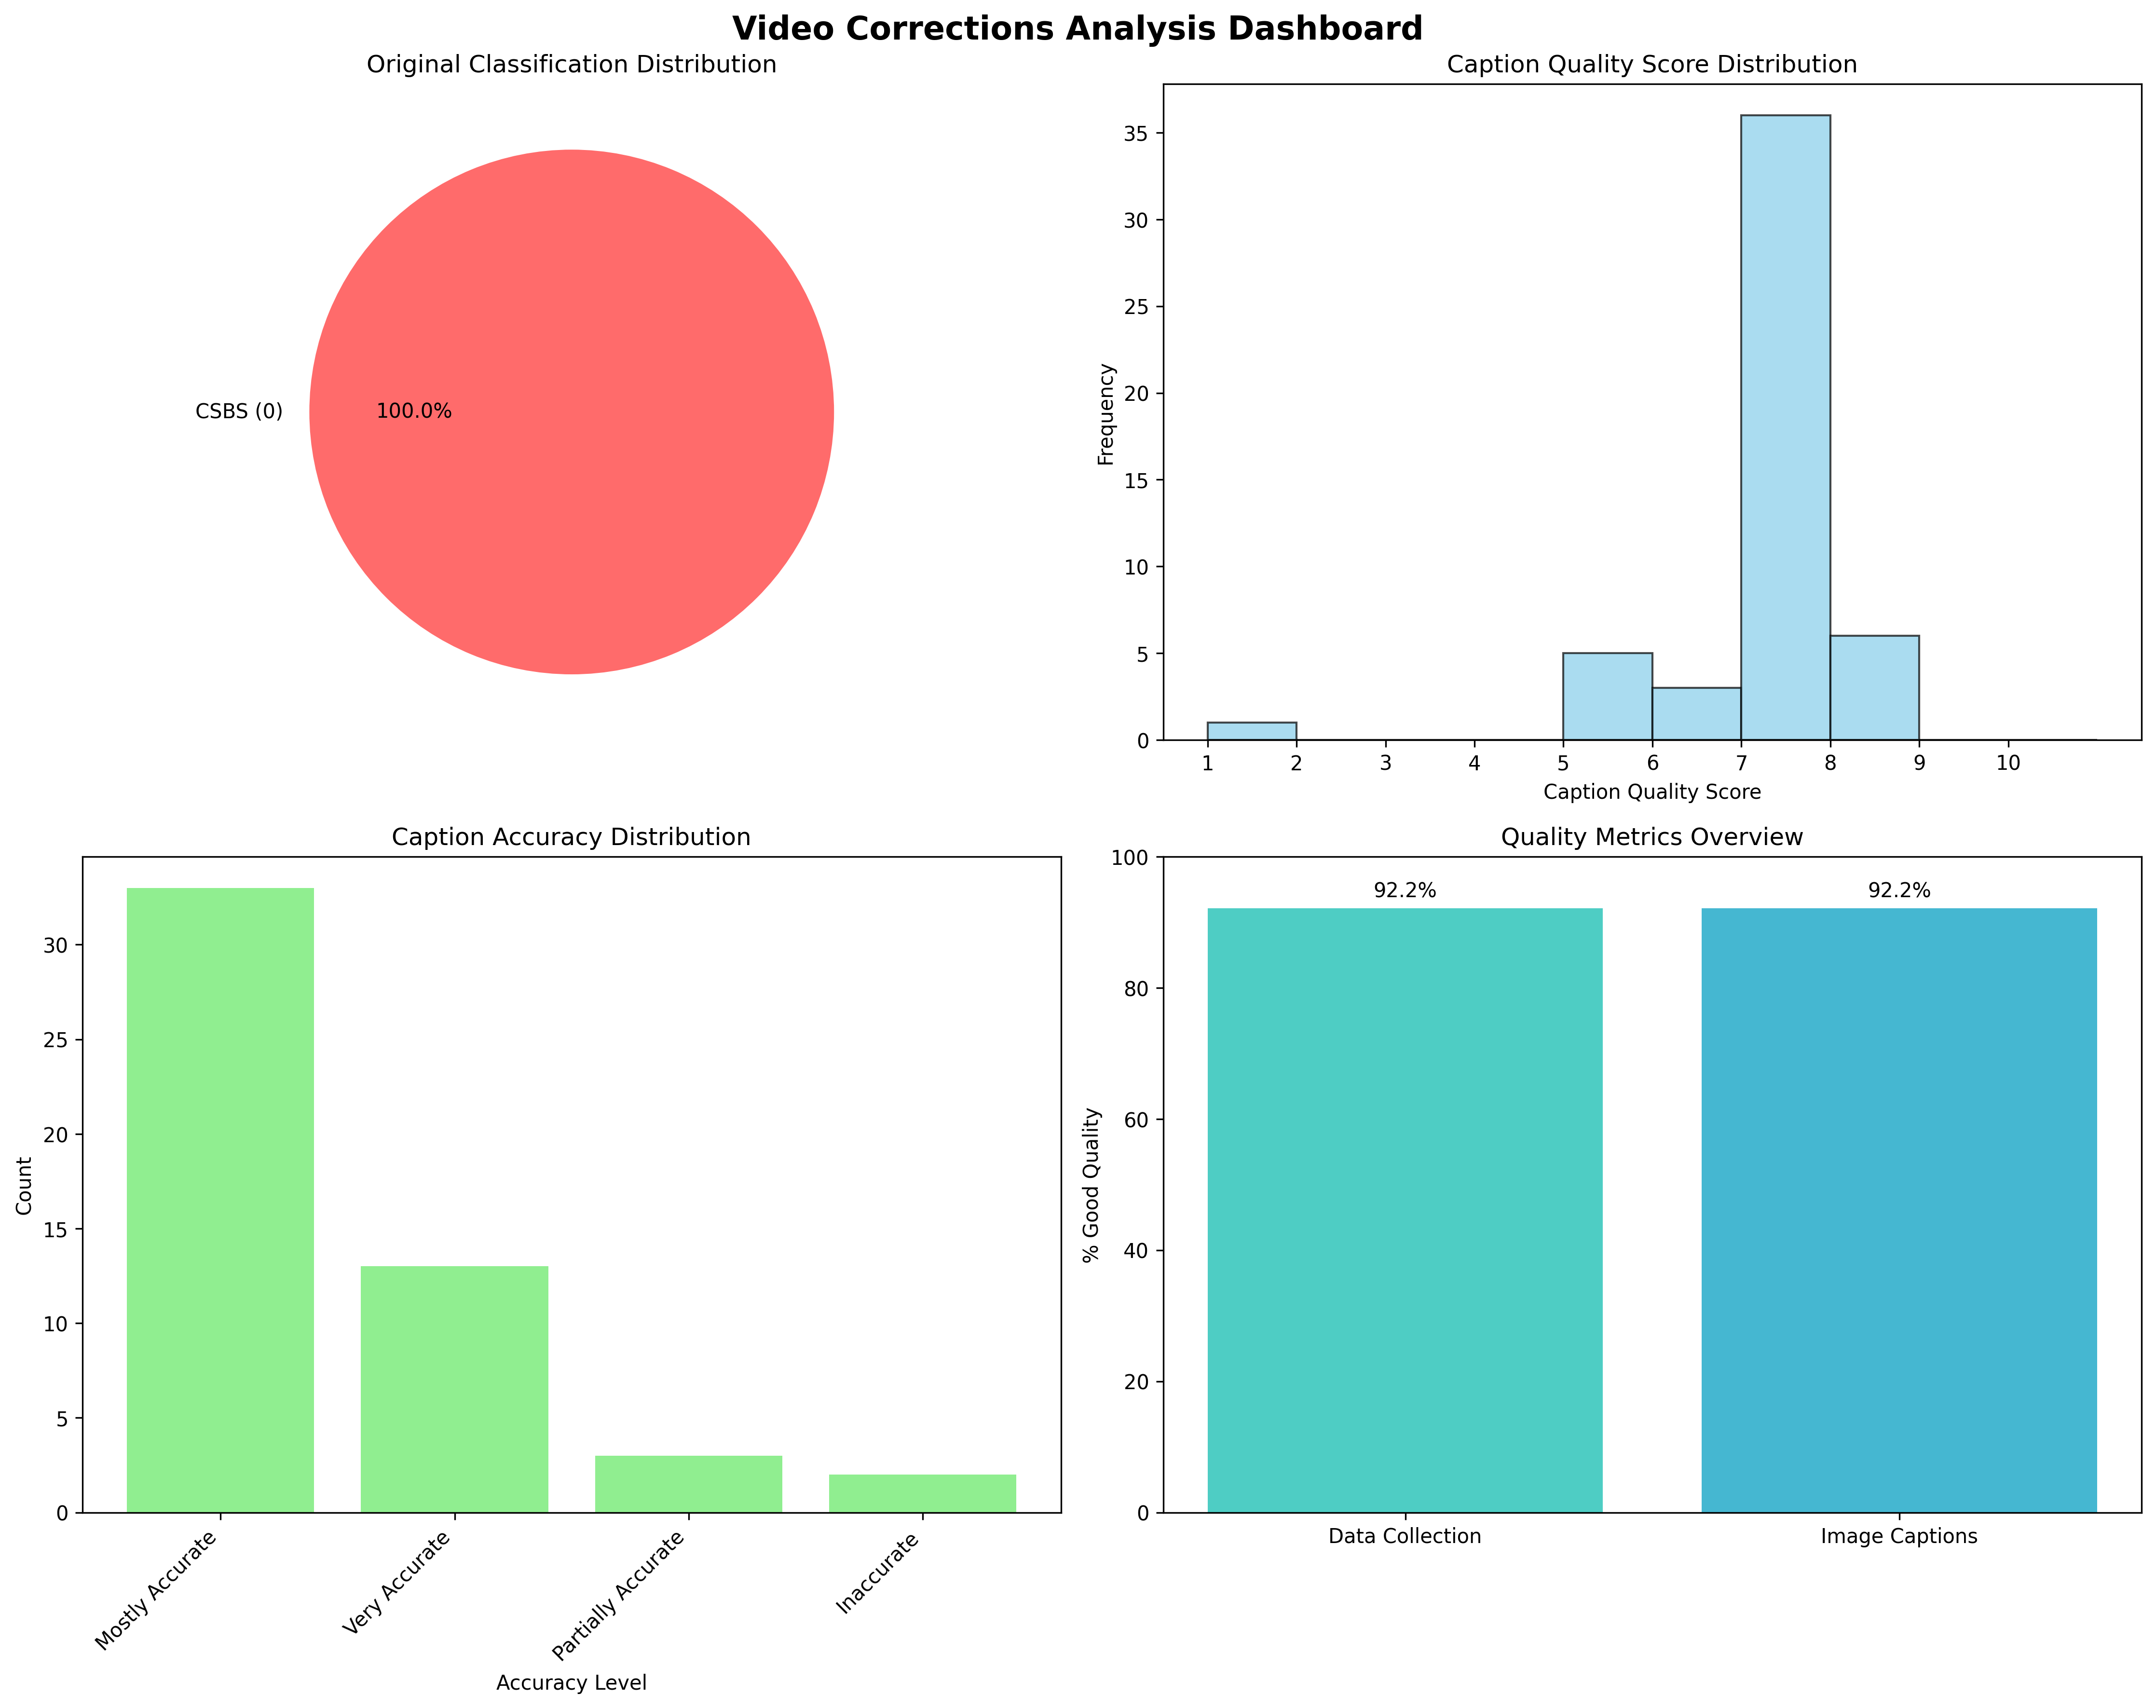 Video Corrections Analysis Dashboard
Original Classification Distribution
CSBS (0)
100.0%
Caption Quality Score Distribution
Frequency
35
30
25
20
15
10
5
0
1 2 3 4 5 6 7 8 9 10
Caption Quality Score
Caption Accuracy Distribution
Count
30
25
20
15
10
5
0
Mostly Accurate
Very Accurate
Partially Accurate
Inaccurate
Accuracy Level
Quality Metrics Overview
% Good Quality
100
80
60
40
20
0
92.2% 92.2%
Data Collection Image Captions